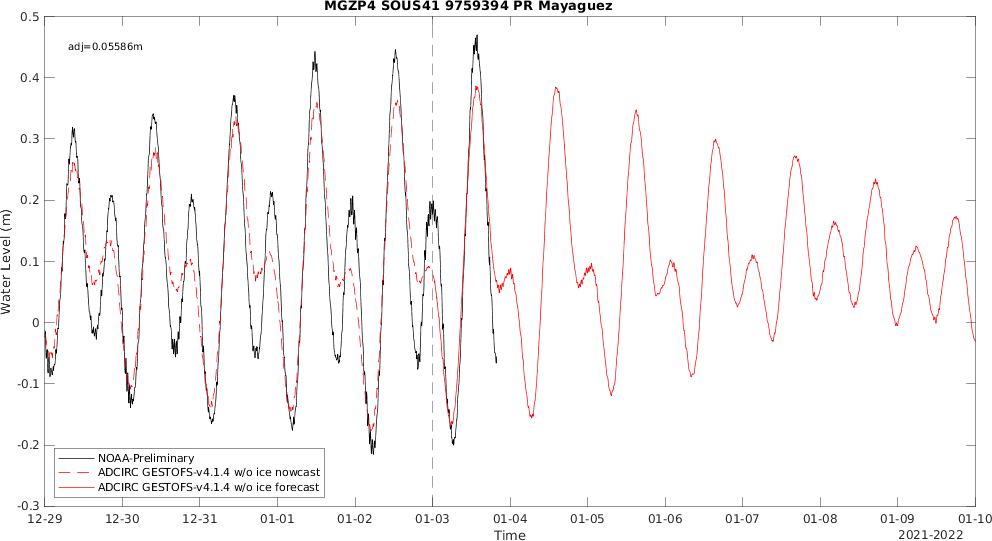 MGZP4 SOUS41 9759394 PR Mayaguez
adj=0.05586m
Water Level (m)
0.5
0.4
0.3
0.2
0.1
0
-0.1
-0.2
-0.3
NOAA-Preliminary
ADCIRC GESTOFS-v4.1.4 w/o ice nowcast
ADCIRC GESTOFS-v4.1.4 w/o ice forecast
12-29 12-30 12-31 01-01 01-02 01-03 01-04 01-05 01-06 01-07 01-08 01-09 01-10
Time
2021-2022